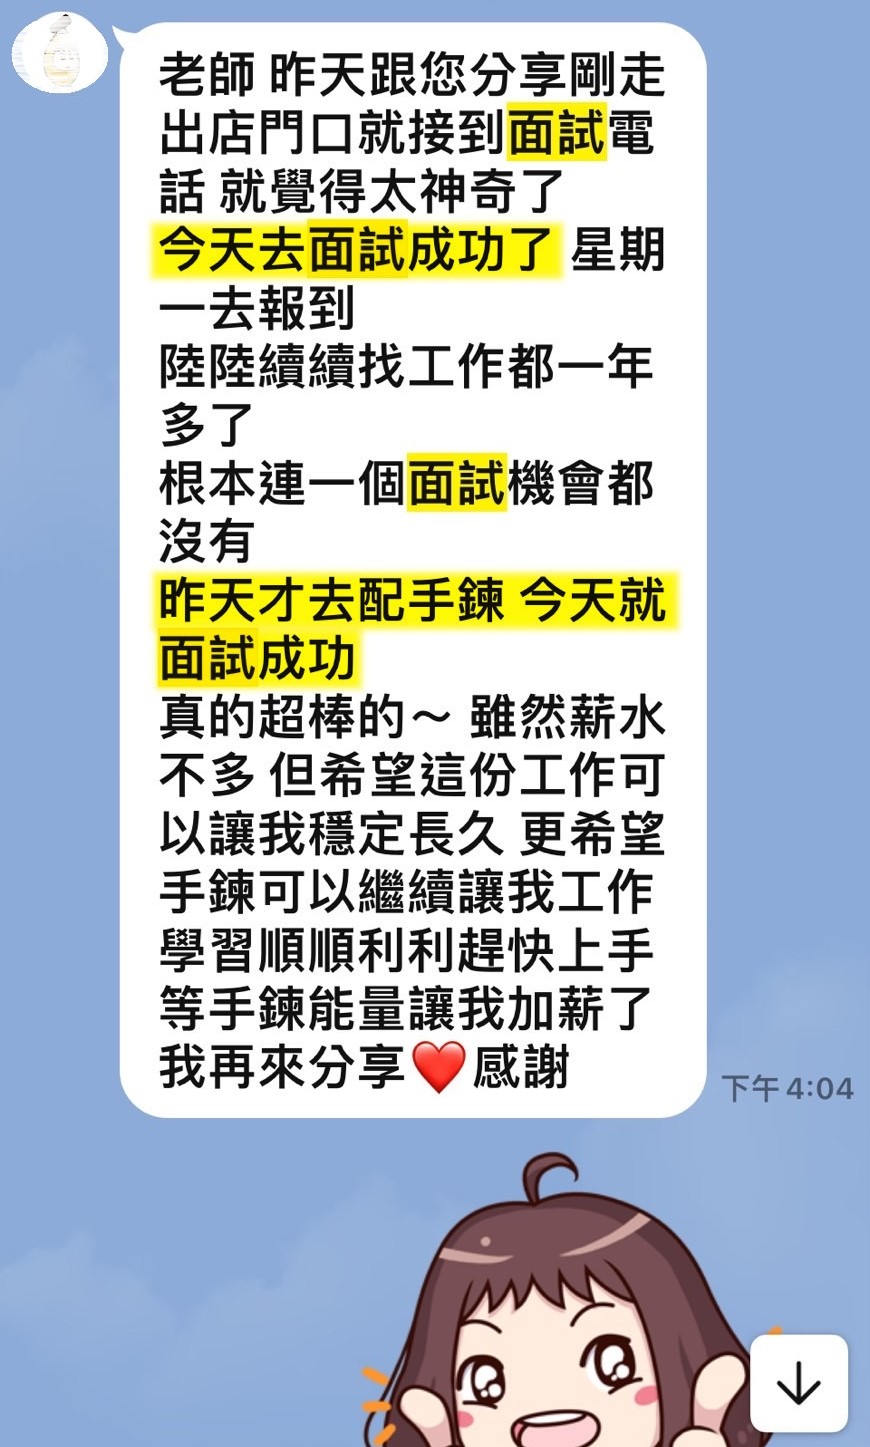 老師 昨天跟您分享剛走
出店門口就接到面試電
話 就覺得太神奇了
今天去面試成功了 星期
一去報到
陸陸續續找工作都一年
多了
根本連一個面試機會都
沒有
昨天才去配手鍊 今天就
面試成功
真的超棒的～ 雖然薪水
不多 但希望這份工作可
以讓我穩定長久 更希望
手鍊可以繼續讓我工作
學習順順利利趕快上手
等手鍊能量讓我加薪了
我再來分享❤️感謝
下午 4:04